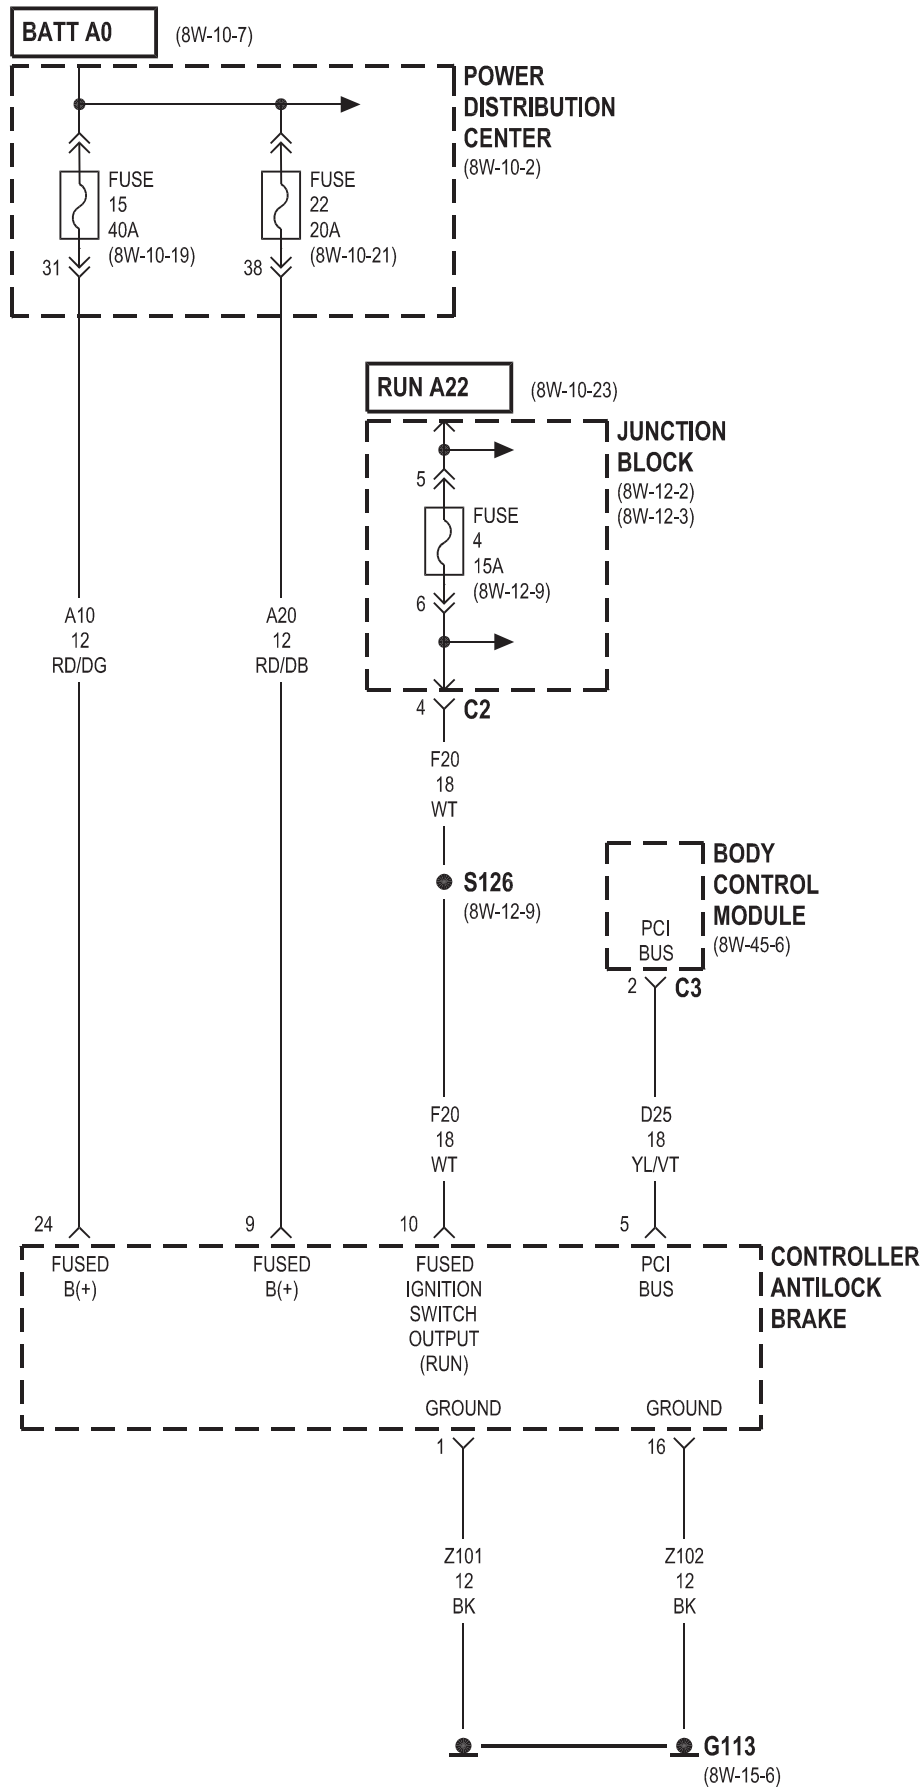 BATT A0
(8W-10-7)
POWER
DISTRIBUTION
CENTER
(8W-10-2)
FUSE
15
40A
(8W-10-19)
31
FUSE
22
20A
(8W-10-21)
38
RUN A22
(8W-10-23)
JUNCTION
BLOCK
(8W-12-2)
(8W-12-3)
5
FUSE
4
15A
(8W-12-9)
6
A10
12
RD/DG
A20
12
RD/DB
4
C2
F20
18
WT
S126
(8W-12-9)
BODY
CONTROL
MODULE
(8W-45-6)
PCI
BUS
2
C3
F20
18
WT
D25
18
YL/VT
24
9
10
5
FUSED
B(+)
FUSED
B(+)
FUSED
IGNITION
SWITCH
OUTPUT
(RUN)
PCI
BUS
CONTROLLER
ANTILOCK
BRAKE
GROUND
GROUND
1
16
Z101
12
BK
Z102
12
BK
G113
(8W-15-6)